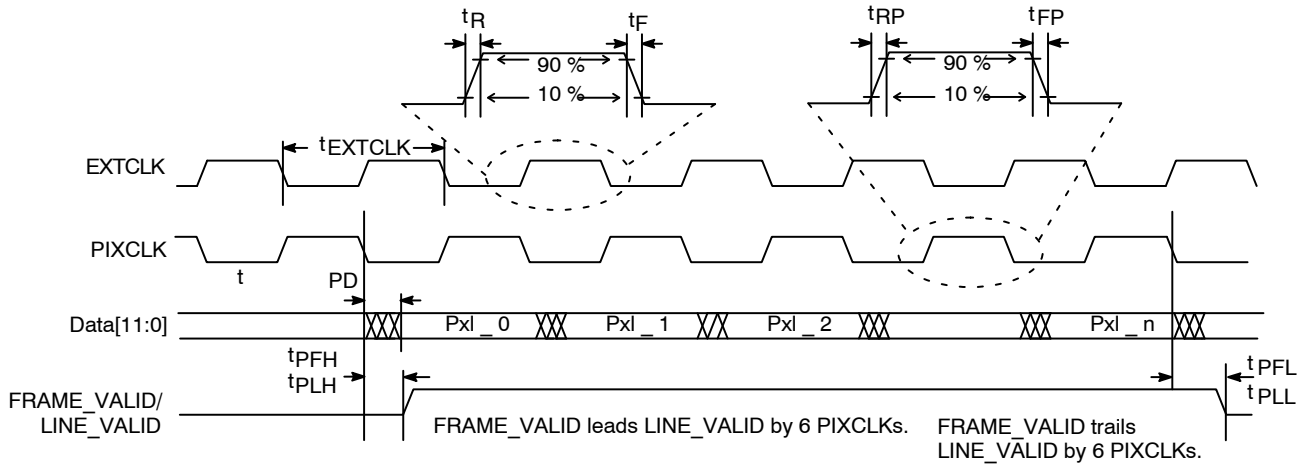 tR tF tRP tFP
90 % 90 %
10 % 10 %
tEXTCLK
EXTCLK
PIXCLK
t
PD
Data[11:0] Pxl _ 0 Pxl _ 1 Pxl _ 2 Pxl _ n
tPFH tPFL
tPLH tPLL
FRAME_VALID/
LINE_VALID
FRAME_VALID leads LINE_VALID by 6 PIXCLKs.
FRAME_VALID trails
LINE_VALID by 6 PIXCLKs.